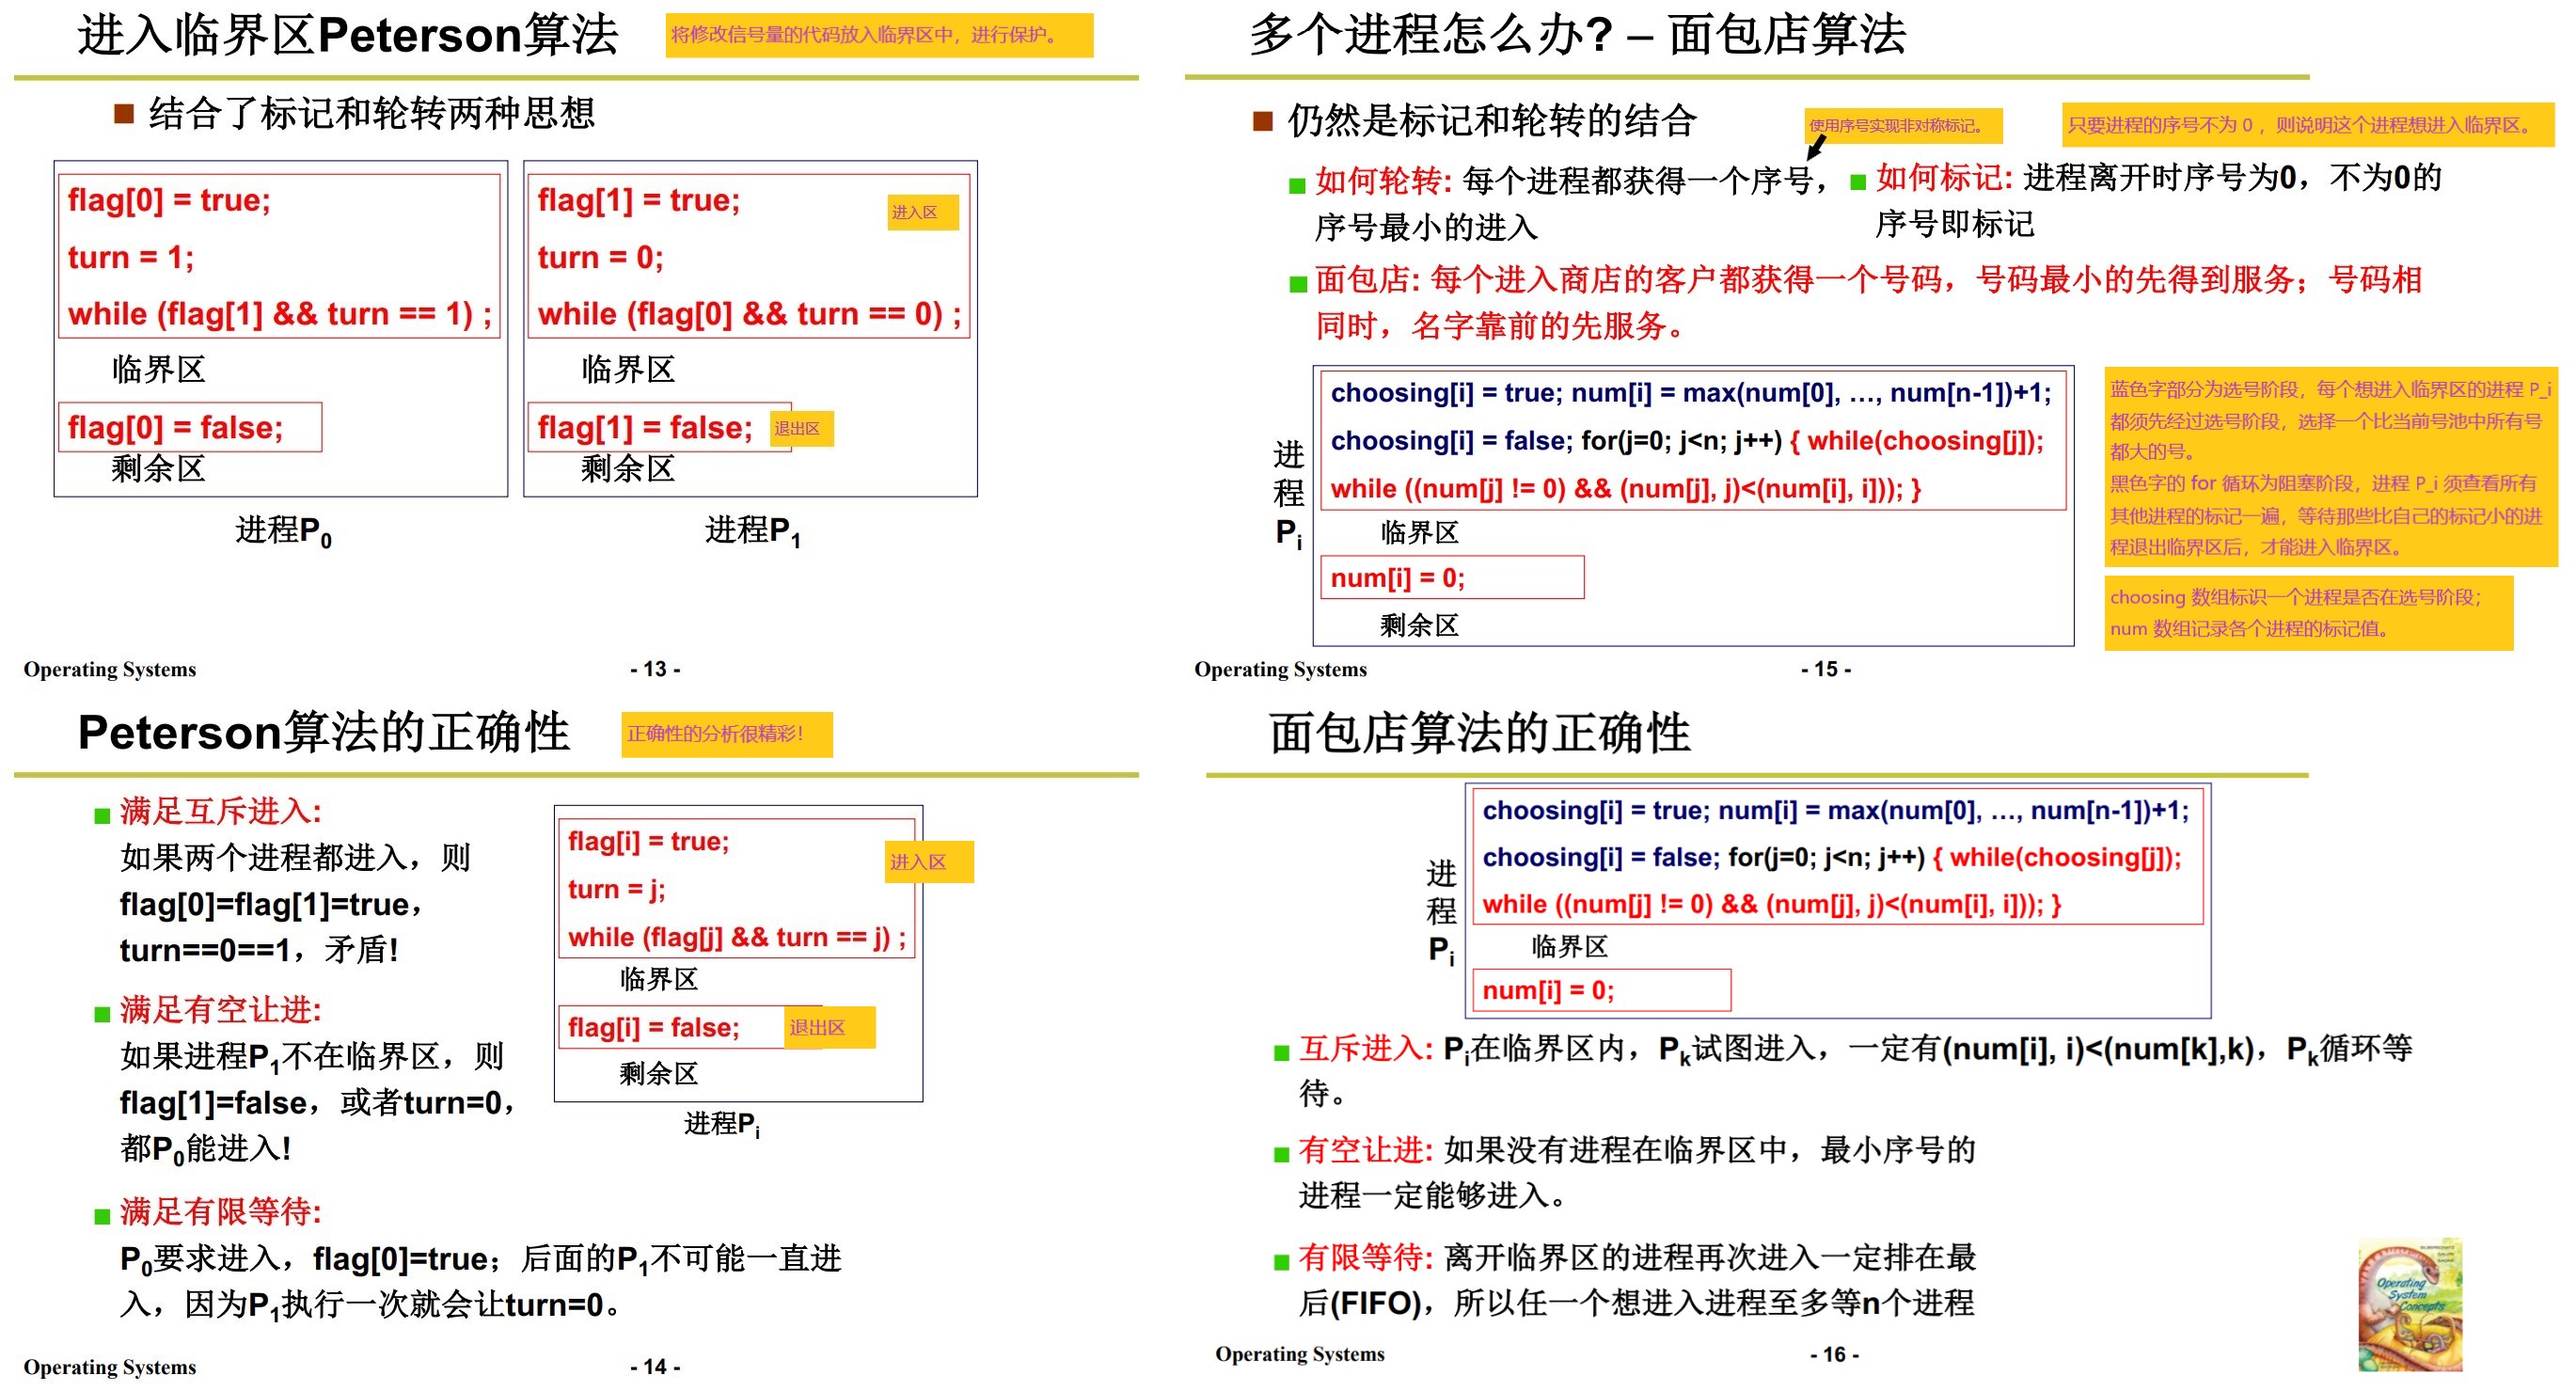 进入临界区Peterson算法
将修改信号量的代码放入临界区中，进行保护。
结合了标记和轮转两种思想
flag[0] = true;
turn = 1;
while (flag[1] && turn == 1) ;
临界区
flag[0] = false;
剩余区
进程P0
flag[1] = true;
进入区
turn = 0;
while (flag[0] && turn == 0) ;
临界区
flag[1] = false;
退出区
剩余区
进程P1
Operating Systems
- 13 -
多个进程怎么办? – 面包店算法
仍然是标记和轮转的结合
使用序号实现非对称标记。
只要进程的序号不为 0 ，则说明这个进程想进入临界区。
如何轮转: 每个进程都获得一个序号，
序号最小的进入
如何标记: 进程离开时序号为0，不为0的
序号即标记
面包店: 每个进入商店的客户都获得一个号码，号码最小的先得到服务；号码相
同时，名字靠前的先服务。
进
程
Pi
choosing[i] = true; num[i] = max(num[0], …, num[n-1])+1;
choosing[i] = false; for(j=0; j<n; j++) { while(choosing[j]);
while ((num[j] != 0) && (num[j], j)<(num[i], i])); }
临界区
num[i] = 0;
剩余区
蓝色字部分为选号阶段，每个想进入临界区的进程 P_i
都须先经过选号阶段，选择一个比当前号池中所有号
都大的号。
黑色字的 for 循环为阻塞阶段，进程 P_i 须查看所有
其他进程的标记一遍，等待那些比自己的标记小的进
程退出临界区后，才能进入临界区。
choosing 数组标识一个进程是否在选号阶段；
num 数组记录各个进程的标记值。
Operating Systems
- 15 -
Peterson算法的正确性
正确性的分析很精彩！
满足互斥进入:
如果两个进程都进入，则
flag[0]=flag[1]=true，
turn==0==1，矛盾!
满足有空让进:
如果进程P1不在临界区，则
flag[1]=false，或者turn=0，
都P0能进入!
满足有限等待:
P0要求进入，flag[0]=true；后面的P1不可能一直进
入，因为P1执行一次就会让turn=0。
flag[i] = true;
进入区
turn = j;
while (flag[j] && turn == j) ;
临界区
flag[i] = false;
退出区
剩余区
进程Pi
Operating Systems
- 14 -
面包店算法的正确性
进
程
Pi
choosing[i] = true; num[i] = max(num[0], …, num[n-1])+1;
choosing[i] = false; for(j=0; j<n; j++) { while(choosing[j]);
while ((num[j] != 0) && (num[j], j)<(num[i], i])); }
临界区
num[i] = 0;
互斥进入: Pi在临界区内，Pk试图进入，一定有(num[i], i)<(num[k],k)，Pk循环等
待。
有空让进: 如果没有进程在临界区中，最小序号的
进程一定能够进入。
有限等待: 离开临界区的进程再次进入一定排在最
后(FIFO)，所以任一个想进入进程至多等n个进程
Operating
System
Concepts
Operating Systems
- 16 -